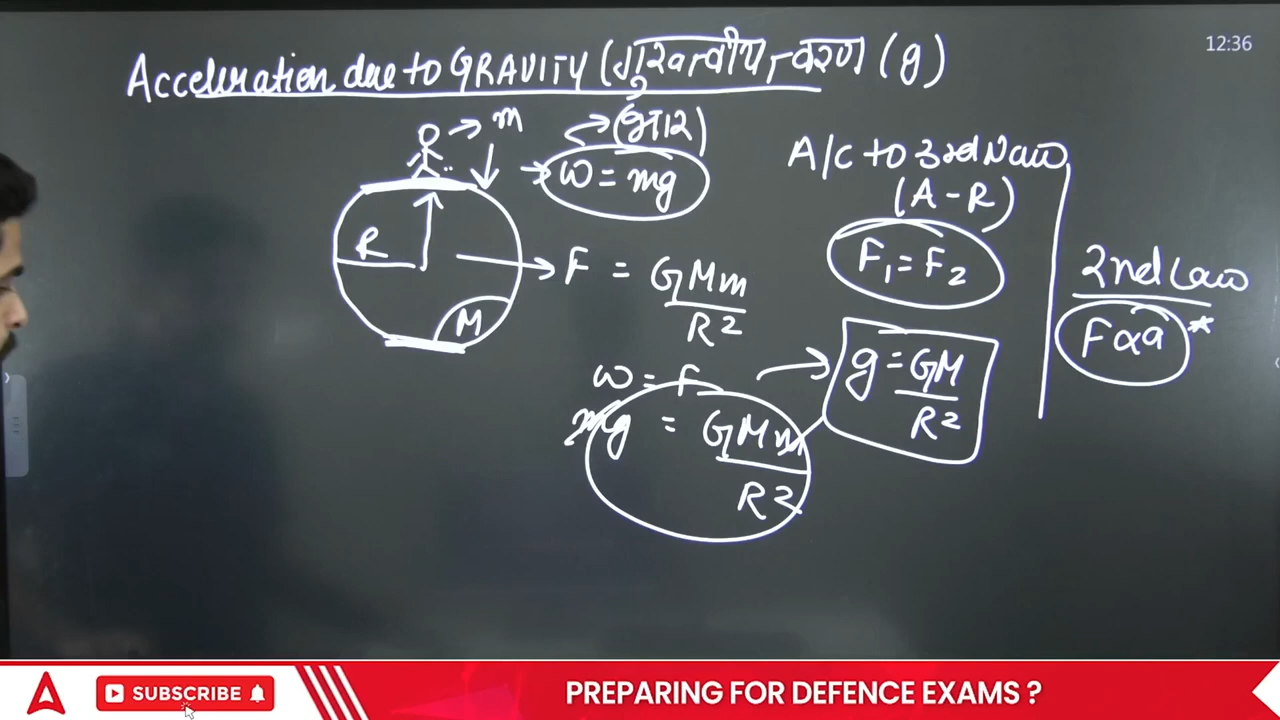 12:36
Acceleration due to GRAVITY (गुरुत्वीय त्वरण) (g)
m
(भार)
W = mg
A/c to 3rd Law
(A-R)
F₁ = F₂
2nd Law
F ∝ a *
R
M
F = GMm
R²
W = F
mg = GMm
R²
g = GM
R²
SUBSCRIBE
PREPARING FOR DEFENCE EXAMS ?